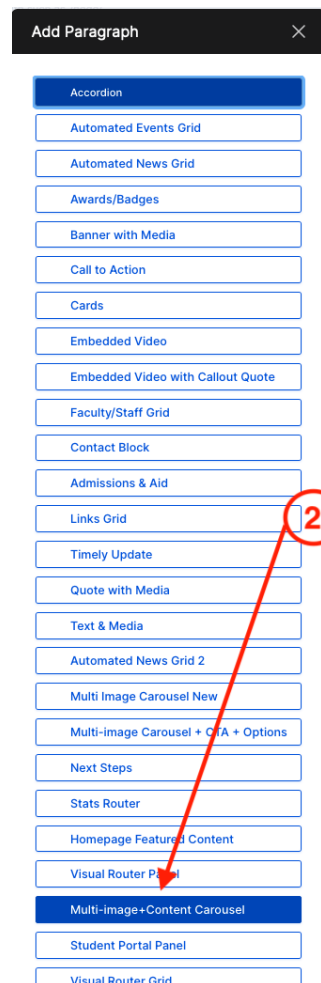 Add Paragraph
Accordion
Automated Events Grid
Automated News Grid
Awards/Badges
Banner with Media
Call to Action
Cards
Embedded Video
Embedded Video with Callout Quote
Faculty/Staff Grid
Contact Block
Admissions & Aid
Links Grid
2
Timely Update
Quote with Media
Text & Media
Automated News Grid 2
Multi Image Carousel New
Multi-image Carousel + CTA + Options
Next Steps
Stats Router
Homepage Featured Content
Visual Router Panel
Multi-image+Content Carousel
Student Portal Panel
Visual Router Grid